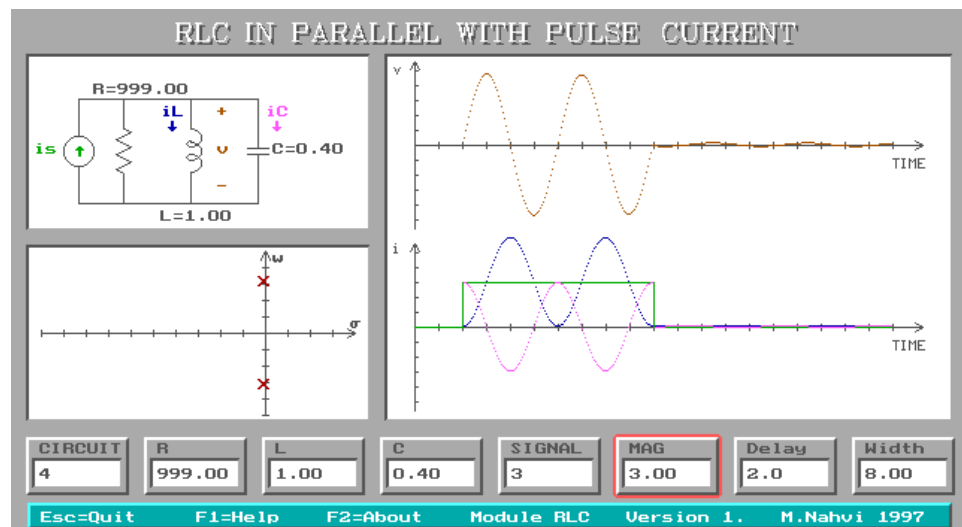 RLC IN PARALLEL WITH PULSE CURRENT
R=999.00
iL + iC
is v C=0.40
−
L=1.00
v
TIME
i
TIME
w
σ
CIRCUIT R L C SIGNAL MAG Delay Width
4 999.00 1.00 0.40 3 3.00 2.0 8.00
Esc=Quit F1=Help F2=About Module RLC Version 1. M.Nahvi 1997